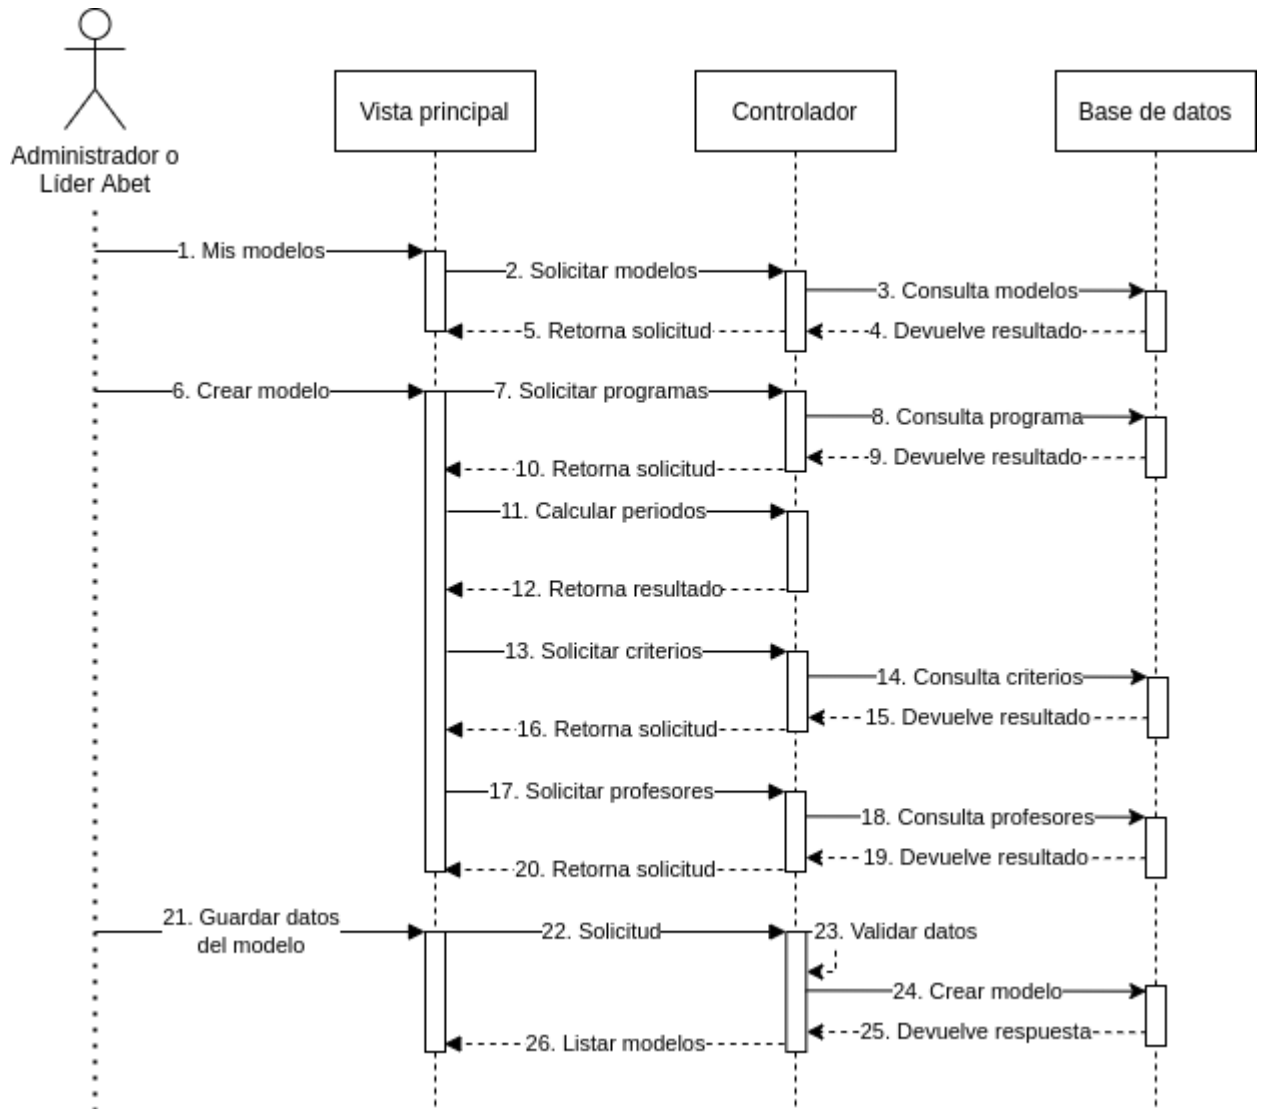 Administrador o
Líder Abet
Vista principal
Controlador
Base de datos
1. Mis modelos
2. Solicitar modelos
3. Consulta modelos
5. Retorna solicitud
4. Devuelve resultado
6. Crear modelo
7. Solicitar programas
8. Consulta programa
9. Devuelve resultado
10. Retorna solicitud
11. Calcular periodos
12. Retorna resultado
13. Solicitar criterios
14. Consulta criterios
15. Devuelve resultado
16. Retorna solicitud
17. Solicitar profesores
18. Consulta profesores
19. Devuelve resultado
20. Retorna solicitud
21. Guardar datos
del modelo
22. Solicitud
23. Validar datos
24. Crear modelo
25. Devuelve respuesta
26. Listar modelos